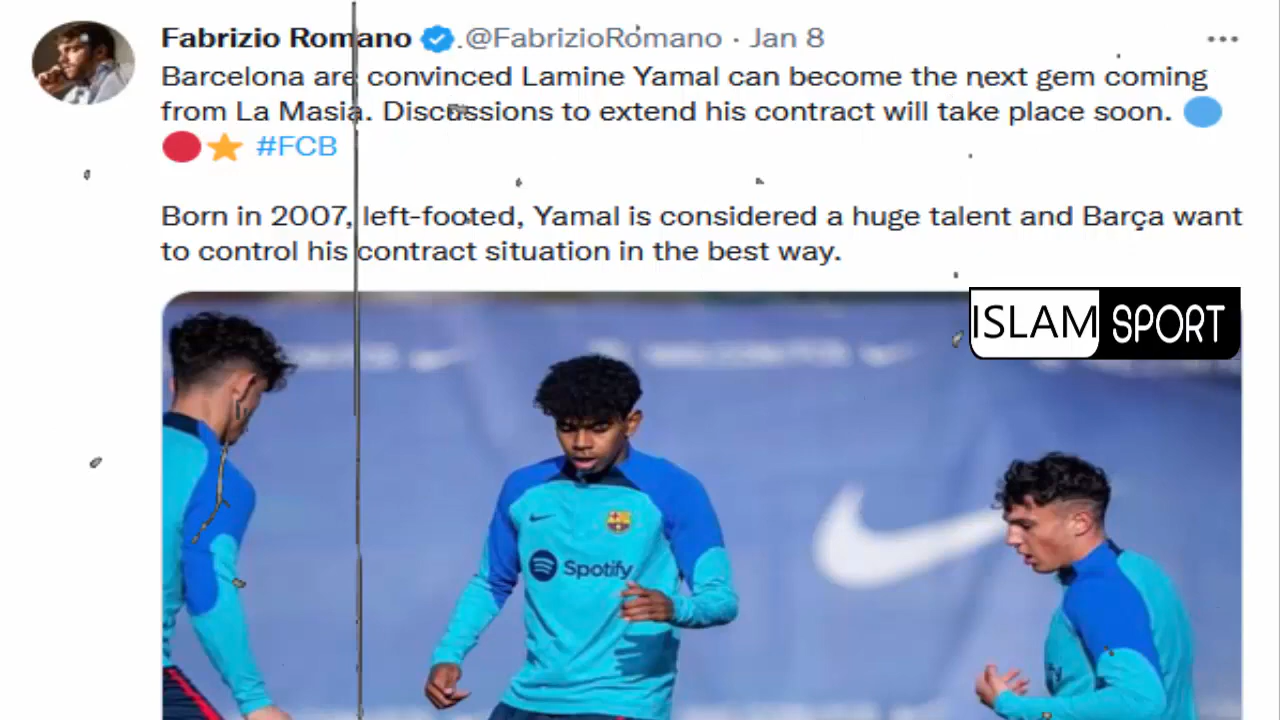 Fabrizio Romano @FabrizioRomano · Jan 8
Barcelona are convinced Lamine Yamal can become the next gem coming
from La Masia. Discussions to extend his contract will take place soon.
#FCB
Born in 2007, left-footed, Yamal is considered a huge talent and Barça want
to control his contract situation in the best way.
ISLAM SPORT
Spotify